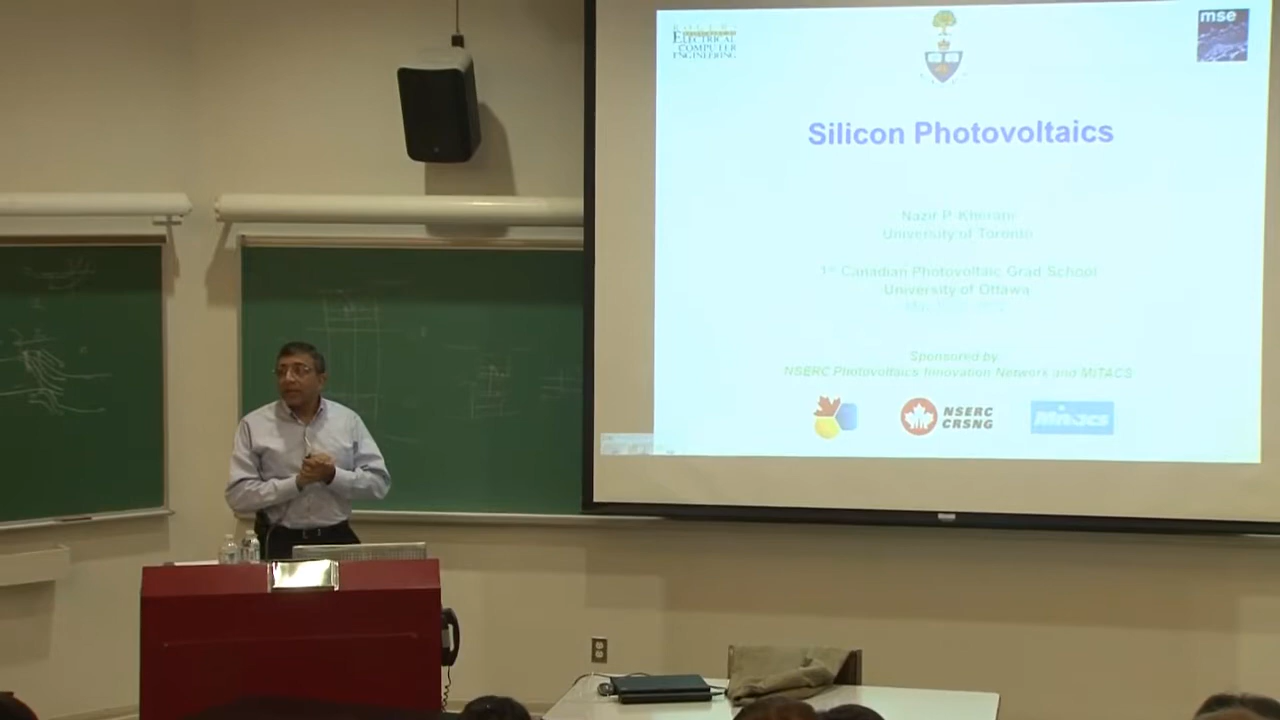 ELECTRICAL
COMPUTER
ENGINEERING
mse
Silicon Photovoltaics
Nazir P. Kherani
University of Toronto
1st Canadian Photovoltaic Grad School
University of Ottawa
Sponsored by
NSERC Photovoltaics Innovation Network and MITACS
NSERC
CRSNG
Mitacs